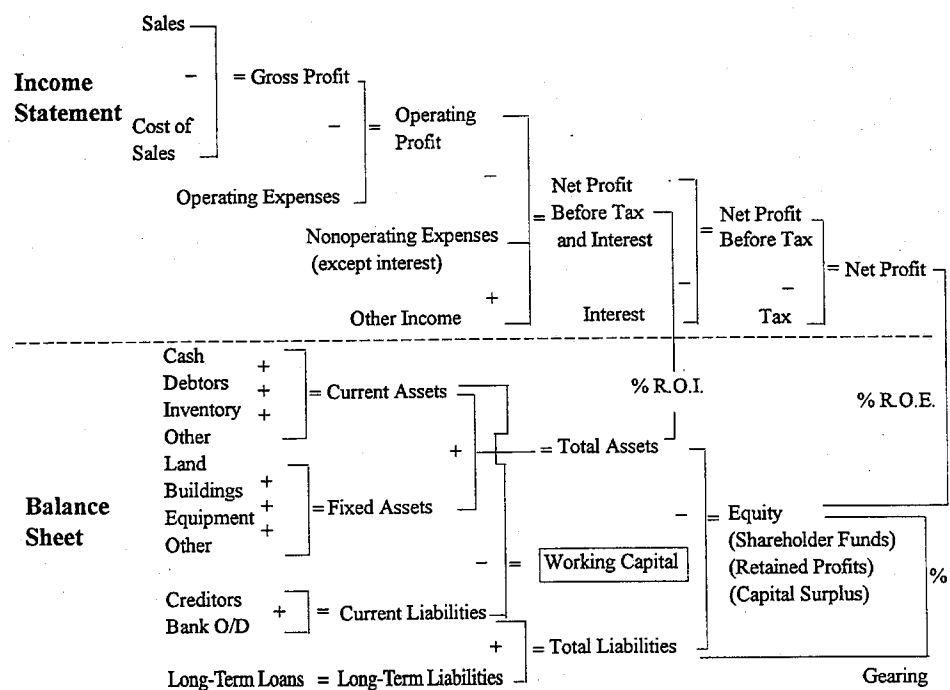 Sales
Income
Statement
−
= Gross Profit
Cost of
Sales
−
= Operating
Profit
Operating Expenses
−
Nonoperating Expenses
(except interest)
+
Other Income
= Net Profit
Before Tax
and Interest
−
Interest
= Net Profit
Before Tax
−
Tax
= Net Profit
% R.O.I.
% R.O.E.
Balance
Sheet
Cash +
Debtors +
Inventory +
Other
= Current Assets
+
Land
Buildings +
Equipment +
Other
= Fixed Assets
= Total Assets
−
= Working Capital
Creditors
Bank O/D
+
= Current Liabilities
+
Long-Term Loans = Long-Term Liabilities
= Total Liabilities
−
= Equity
(Shareholder Funds)
(Retained Profits)
(Capital Surplus)
%
Gearing